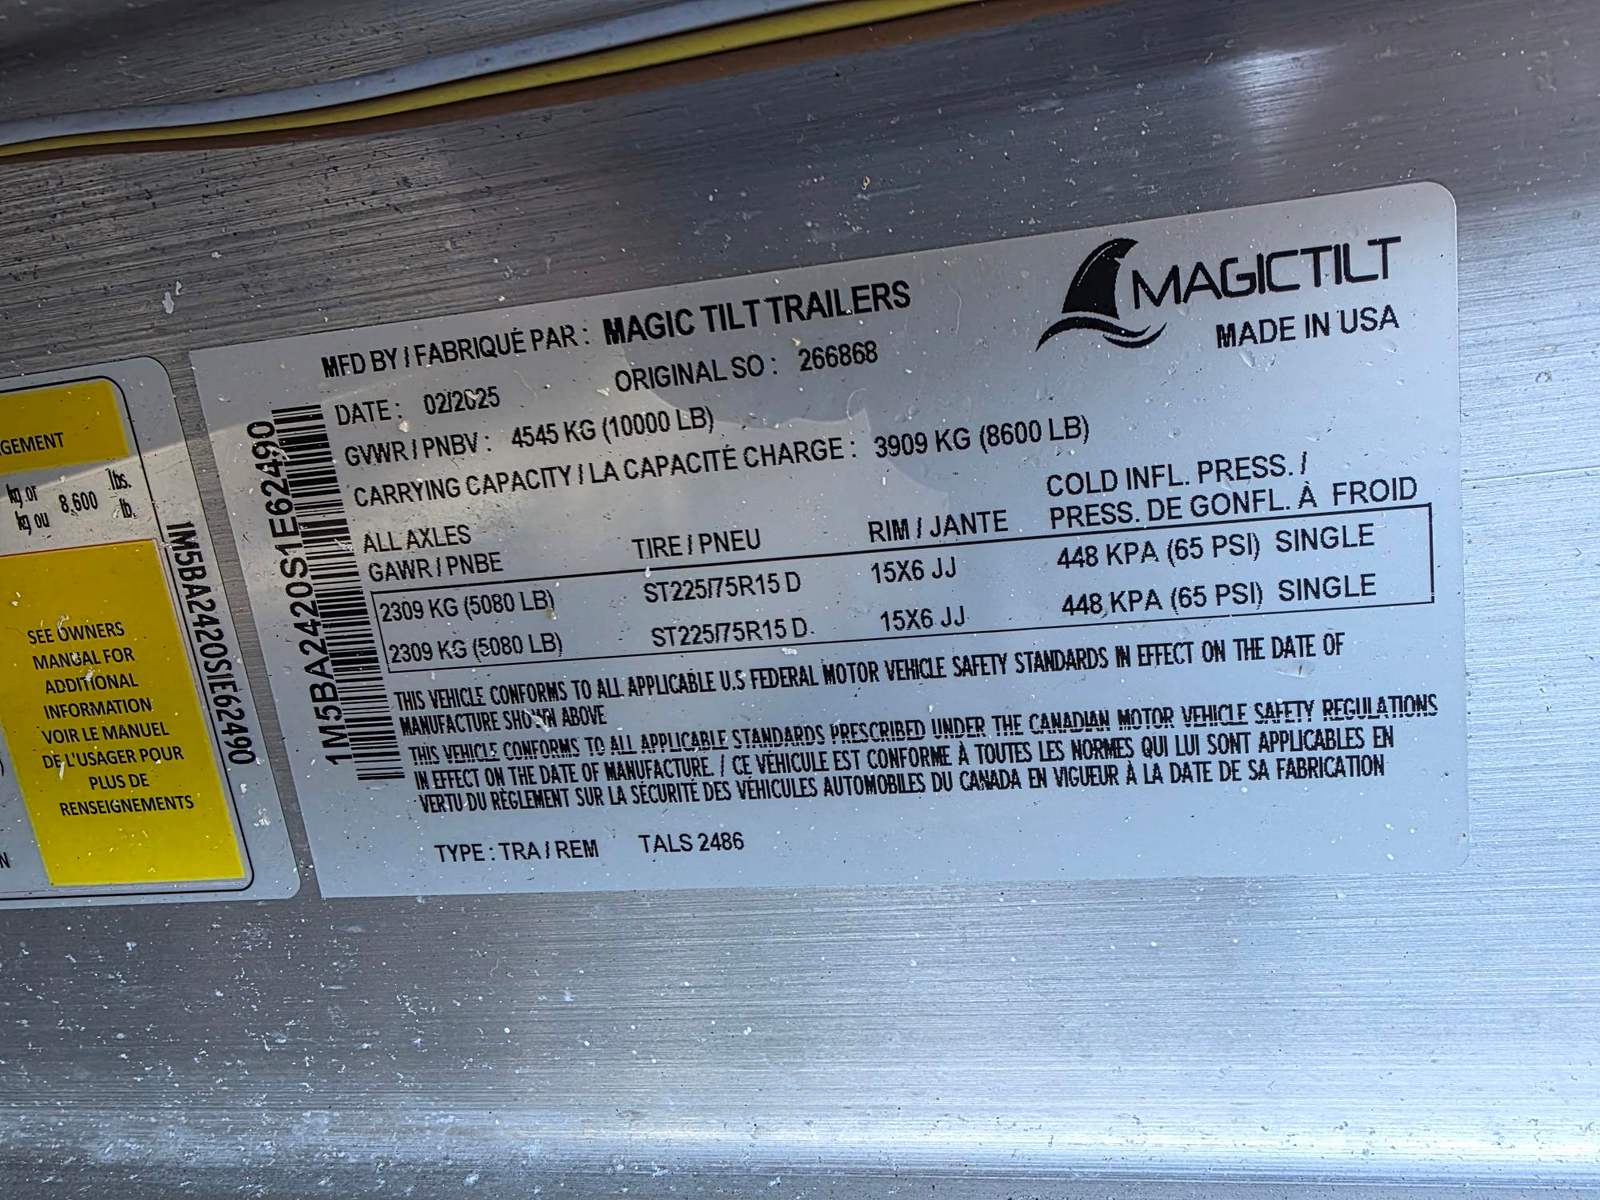 GEMENT
kg or 8,600 lbs.
kg ou lb.
SEE OWNERS
MANUAL FOR
ADDITIONAL
INFORMATION
VOIR LE MANUEL
DE L'USAGER POUR
PLUS DE
RENSEIGNEMENTS
1M5BA2420S1E62490
1M5BA2420S1E62490
MAGICTILT
MADE IN USA
MFD BY / FABRIQUÉ PAR : MAGIC TILT TRAILERS
DATE : 02/2025 ORIGINAL SO : 266868
GVWR / PNBV : 4545 KG (10000 LB)
CARRYING CAPACITY / LA CAPACITÉ CHARGE : 3909 KG (8600 LB)
ALL AXLES COLD INFL. PRESS. /
GAWR / PNBE TIRE / PNEU RIM / JANTE PRESS. DE GONFL. À FROID
2309 KG (5080 LB) ST225/75R15 D 15X6 JJ 448 KPA (65 PSI) SINGLE
2309 KG (5080 LB) ST225/75R15 D 15X6 JJ 448 KPA (65 PSI) SINGLE
THIS VEHICLE CONFORMS TO ALL APPLICABLE U.S FEDERAL MOTOR VEHICLE SAFETY STANDARDS IN EFFECT ON THE DATE OF
MANUFACTURE SHOWN ABOVE
THIS VEHICLE CONFORMS TO ALL APPLICABLE STANDARDS PRESCRIBED UNDER THE CANADIAN MOTOR VEHICLE SAFETY REGULATIONS
IN EFFECT ON THE DATE OF MANUFACTURE. / CE VÉHICULE EST CONFORME À TOUTES LES NORMES QUI LUI SONT APPLICABLES EN
VERTU DU RÈGLEMENT SUR LA SÉCURITÉ DES VÉHICULES AUTOMOBILES DU CANADA EN VIGUEUR À LA DATE DE SA FABRICATION
TYPE : TRA / REM TALS 2486